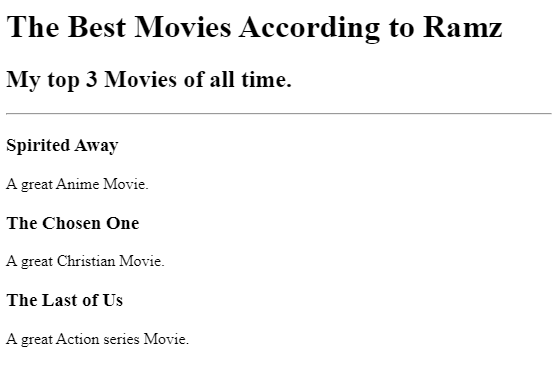 The Best Movies According to Ramz
My top 3 Movies of all time.
Spirited Away
A great Anime Movie.
The Chosen One
A great Christian Movie.
The Last of Us
A great Action series Movie.